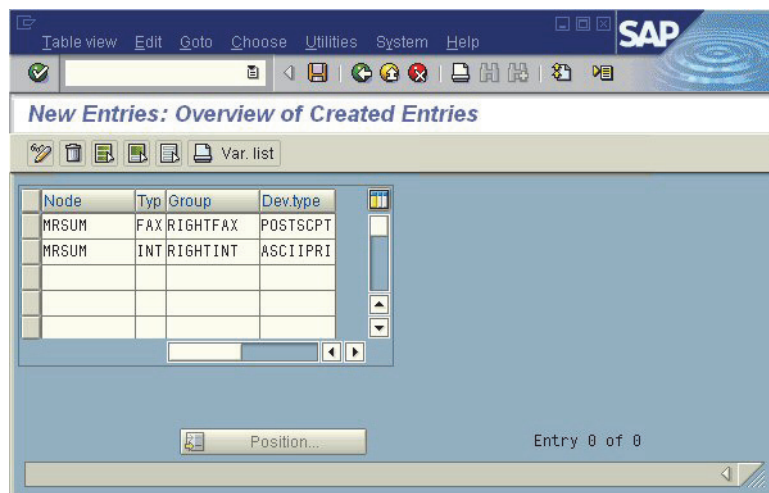 Table view Edit Goto Choose Utilities System Help
SAP
New Entries: Overview of Created Entries
Var. list
Node Typ Group Dev.type
MRSUM FAX RIGHTFAX POSTSCPT
MRSUM INT RIGHTINT ASCIIPRI
Position... Entry 0 of 0